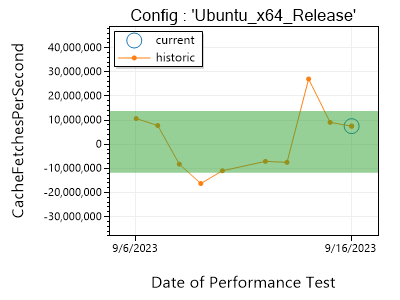 Config : 'Ubuntu_x64_Release'
current
historic
CacheFetchesPerSecond
40,000,000
30,000,000
20,000,000
10,000,000
0
-10,000,000
-20,000,000
-30,000,000
9/6/2023
9/16/2023
Date of Performance Test